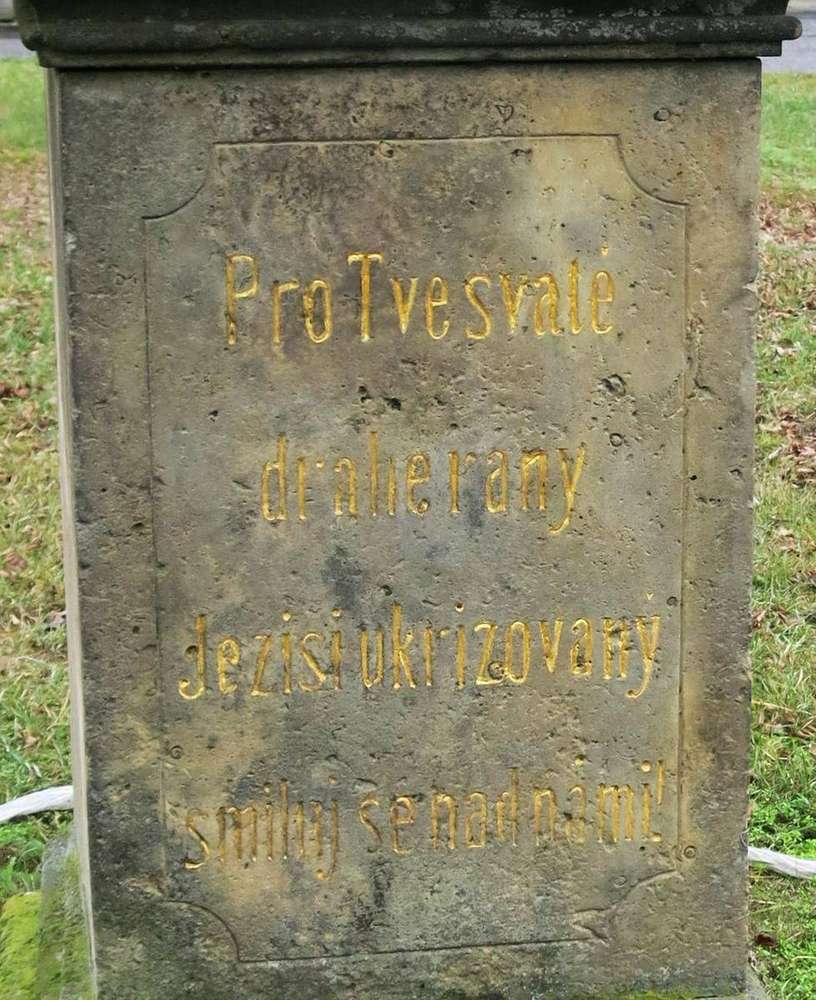 Pro Tve svaté
drahe rany
Jezisi ukrizovaný
smiluj se nad námi!